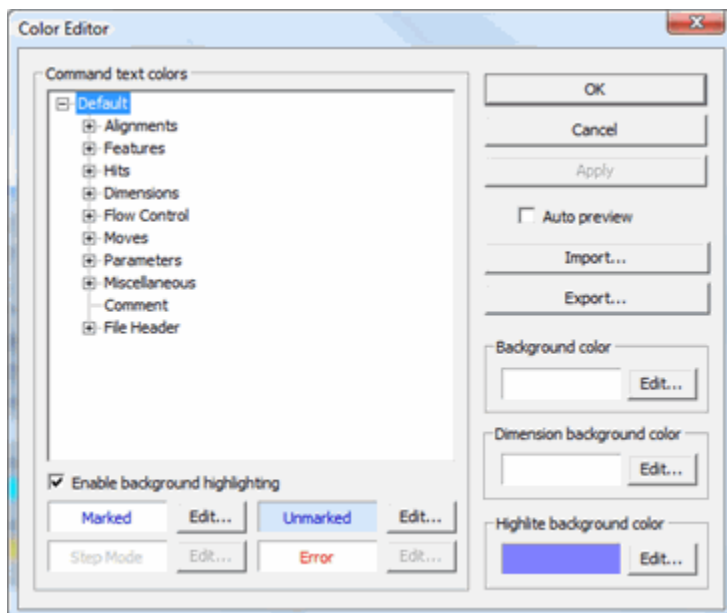 Color Editor
Command text colors
Default
Alignments
Features
Hits
Dimensions
Flow Control
Moves
Parameters
Miscellaneous
Comment
File Header
Enable background highlighting
Marked Edit... Unmarked Edit...
Step Mode Edit... Error Edit...
OK
Cancel
Apply
Auto preview
Import...
Export...
Background color
Edit...
Dimension background color
Edit...
Highlite background color
Edit...